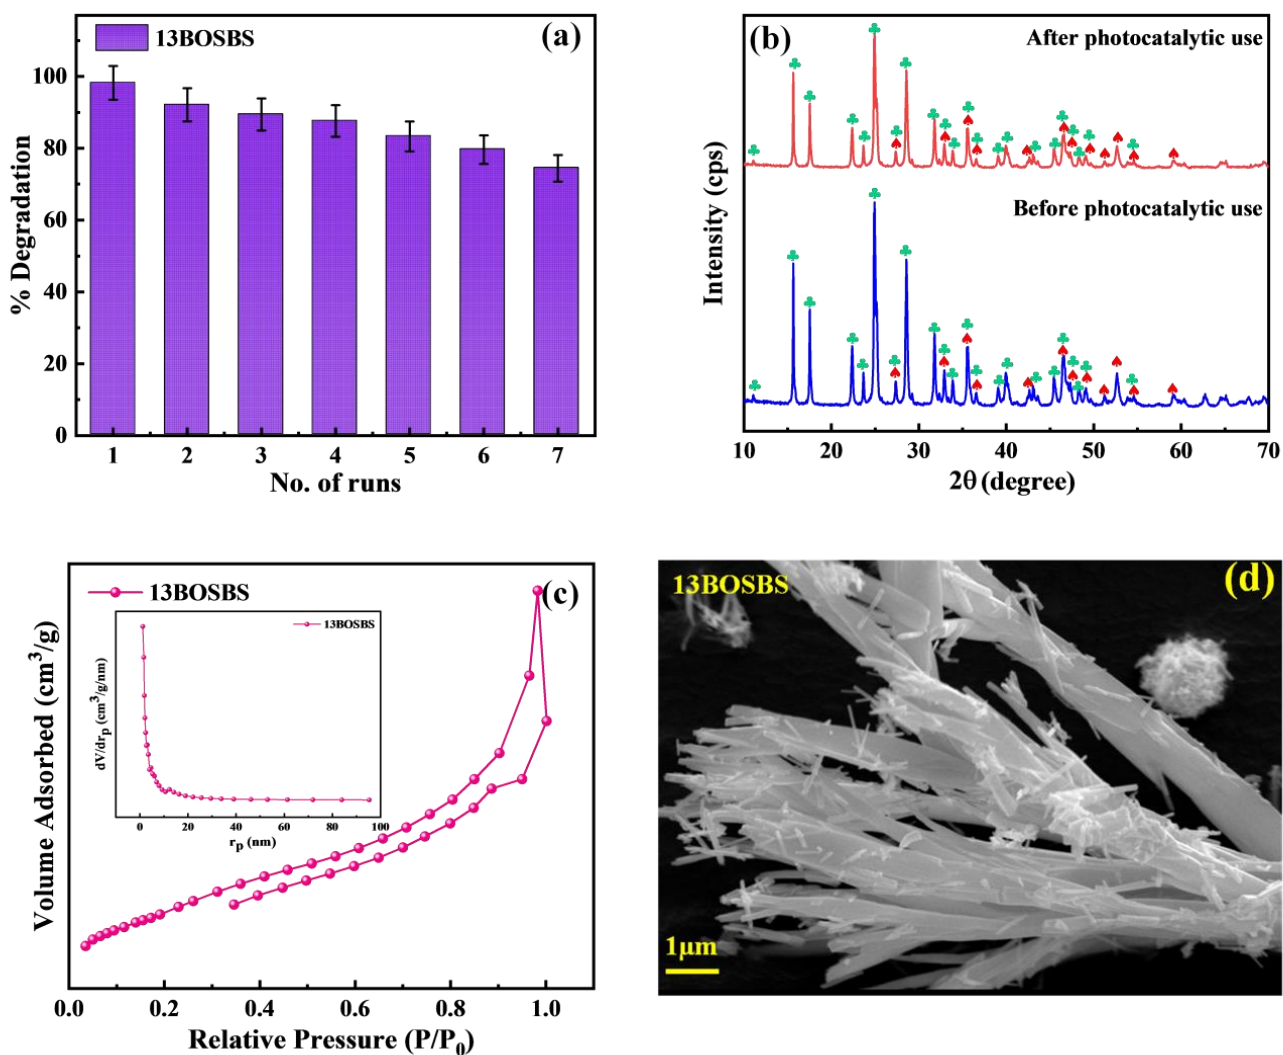 13BOSBS
(a)
100
80
60
40
20
0
% Degradation
1 2 3 4 5 6 7
No. of runs
(b)
After photocatalytic use
Before photocatalytic use
Intensity (cps)
10 20 30 40 50 60 70
2θ (degree)
13BOSBS
(c)
13BOSBS
dV/dr_p (cm³/g/nm)
0 20 40 60 80 100
r_p (nm)
Volume Adsorbed (cm³/g)
0.0 0.2 0.4 0.6 0.8 1.0
Relative Pressure (P/P₀)
13BOSBS
(d)
1μm